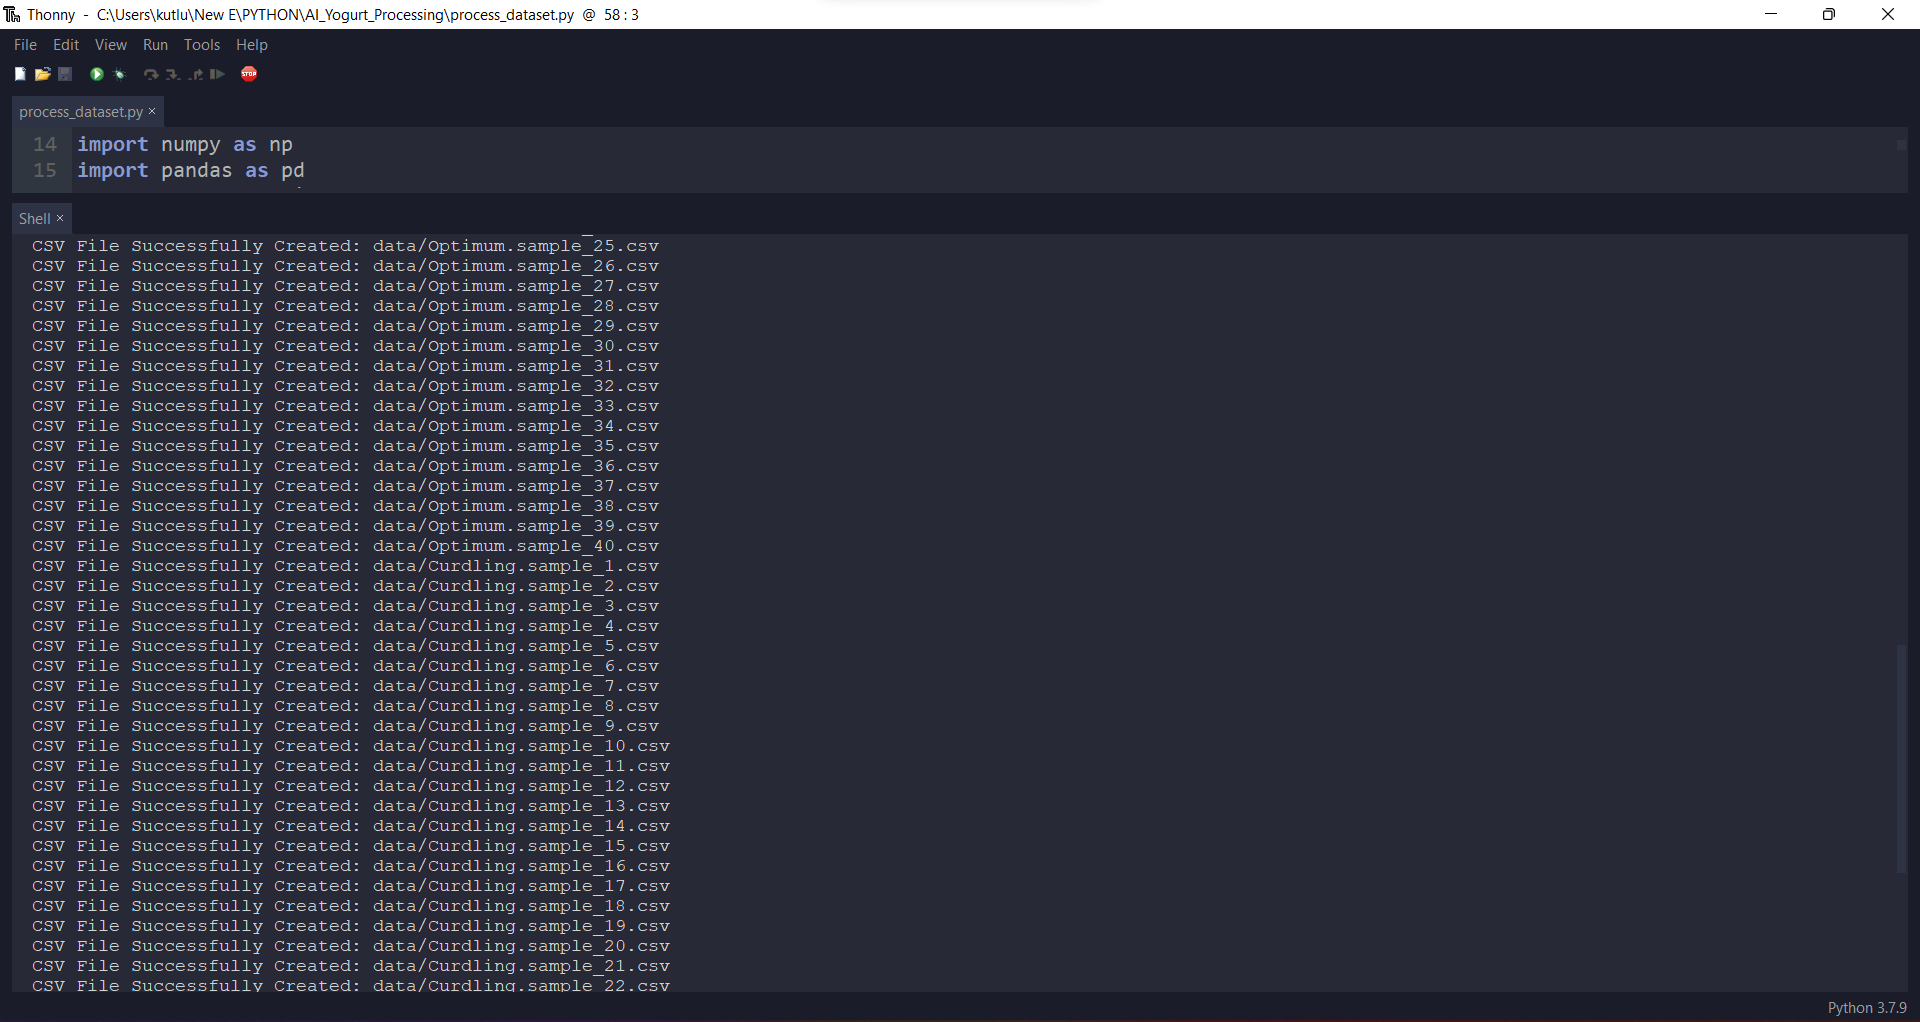 Thonny - C:\Users\kutlu\New E\PYTHON\AI_Yogurt_Processing\process_dataset.py @ 58 : 3
File Edit View Run Tools Help
STOP
process_dataset.py ×
14 import numpy as np
15 import pandas as pd
Shell ×
CSV File Successfully Created: data/Optimum.sample_25.csv
CSV File Successfully Created: data/Optimum.sample_26.csv
CSV File Successfully Created: data/Optimum.sample_27.csv
CSV File Successfully Created: data/Optimum.sample_28.csv
CSV File Successfully Created: data/Optimum.sample_29.csv
CSV File Successfully Created: data/Optimum.sample_30.csv
CSV File Successfully Created: data/Optimum.sample_31.csv
CSV File Successfully Created: data/Optimum.sample_32.csv
CSV File Successfully Created: data/Optimum.sample_33.csv
CSV File Successfully Created: data/Optimum.sample_34.csv
CSV File Successfully Created: data/Optimum.sample_35.csv
CSV File Successfully Created: data/Optimum.sample_36.csv
CSV File Successfully Created: data/Optimum.sample_37.csv
CSV File Successfully Created: data/Optimum.sample_38.csv
CSV File Successfully Created: data/Optimum.sample_39.csv
CSV File Successfully Created: data/Optimum.sample_40.csv
CSV File Successfully Created: data/Curdling.sample_1.csv
CSV File Successfully Created: data/Curdling.sample_2.csv
CSV File Successfully Created: data/Curdling.sample_3.csv
CSV File Successfully Created: data/Curdling.sample_4.csv
CSV File Successfully Created: data/Curdling.sample_5.csv
CSV File Successfully Created: data/Curdling.sample_6.csv
CSV File Successfully Created: data/Curdling.sample_7.csv
CSV File Successfully Created: data/Curdling.sample_8.csv
CSV File Successfully Created: data/Curdling.sample_9.csv
CSV File Successfully Created: data/Curdling.sample_10.csv
CSV File Successfully Created: data/Curdling.sample_11.csv
CSV File Successfully Created: data/Curdling.sample_12.csv
CSV File Successfully Created: data/Curdling.sample_13.csv
CSV File Successfully Created: data/Curdling.sample_14.csv
CSV File Successfully Created: data/Curdling.sample_15.csv
CSV File Successfully Created: data/Curdling.sample_16.csv
CSV File Successfully Created: data/Curdling.sample_17.csv
CSV File Successfully Created: data/Curdling.sample_18.csv
CSV File Successfully Created: data/Curdling.sample_19.csv
CSV File Successfully Created: data/Curdling.sample_20.csv
CSV File Successfully Created: data/Curdling.sample_21.csv
CSV File Successfully Created: data/Curdling.sample_22.csv
Python 3.7.9